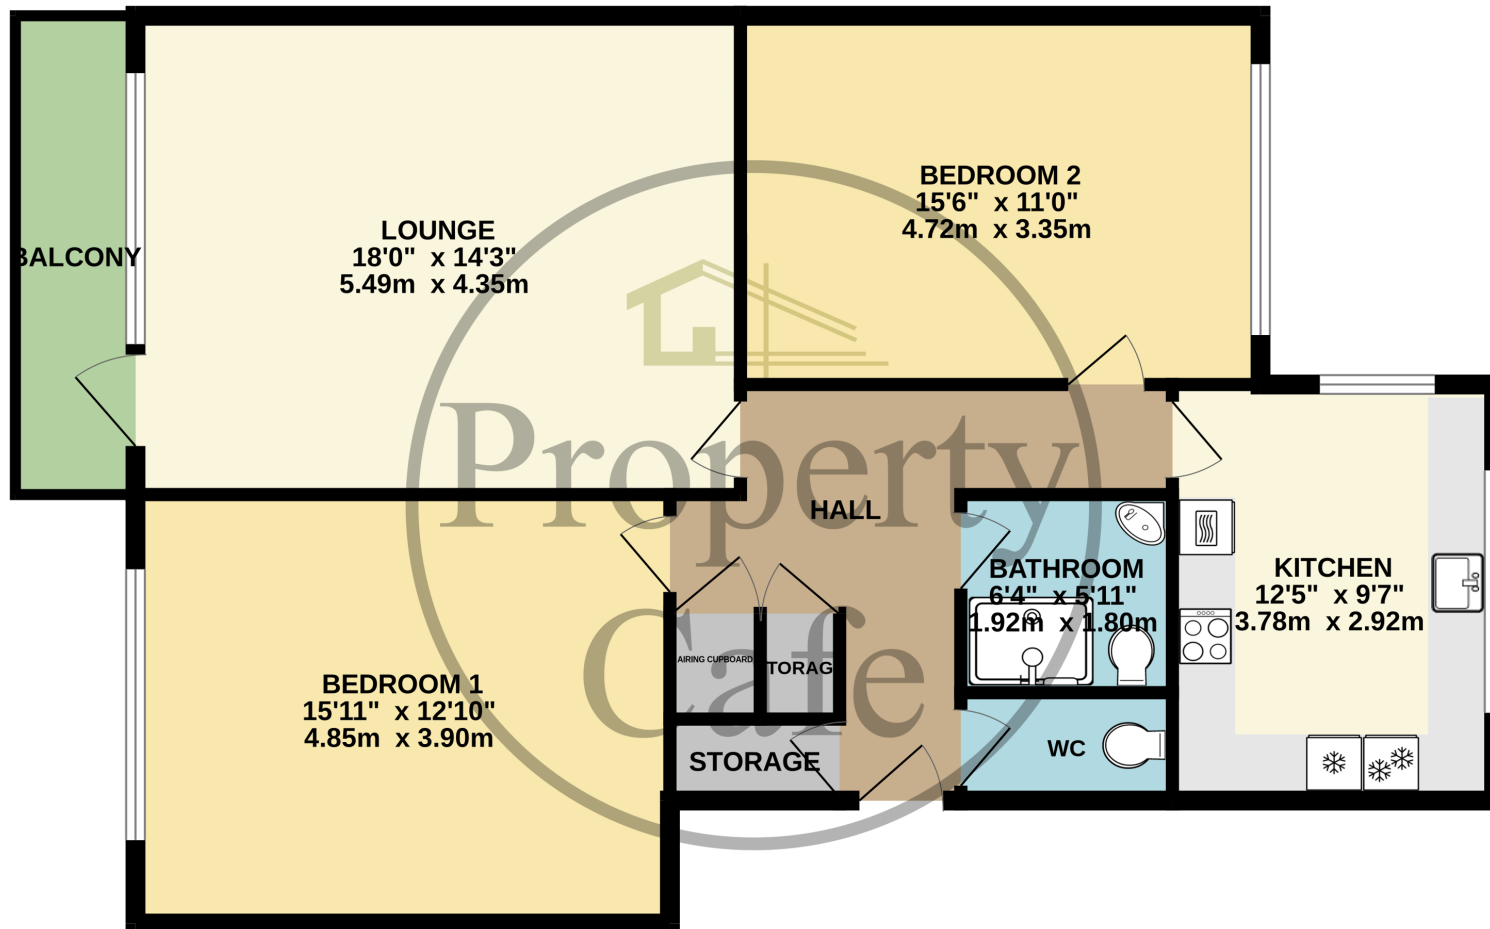 BEDROOM 2
15'6" x 11'0"
4.72m x 3.35m
LOUNGE
18'0" x 14'3"
5.49m x 4.35m
BALCONY
Property
Cafe
HALL
BATHROOM
6'4" x 5'11"
1.92m x 1.80m
KITCHEN
12'5" x 9'7"
3.78m x 2.92m
AIRING CUPBOARD
TORAG
BEDROOM 1
15'11" x 12'10"
4.85m x 3.90m
STORAGE
WC